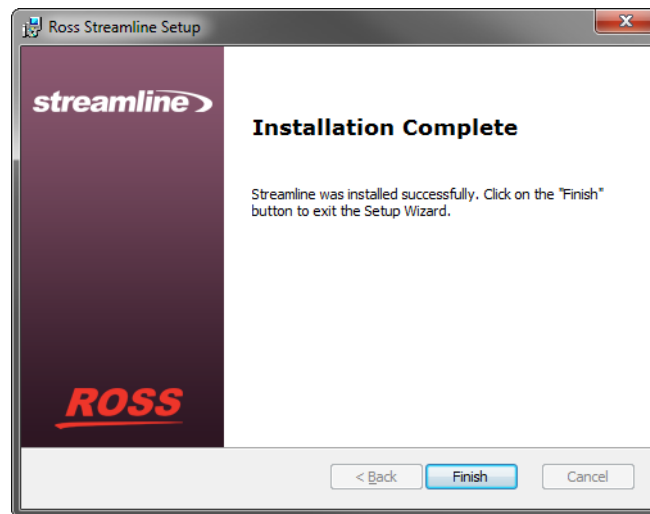 Ross Streamline Setup
streamline
Installation Complete
Streamline was installed successfully. Click on the "Finish"
button to exit the Setup Wizard.
ROSS
< Back
Finish
Cancel